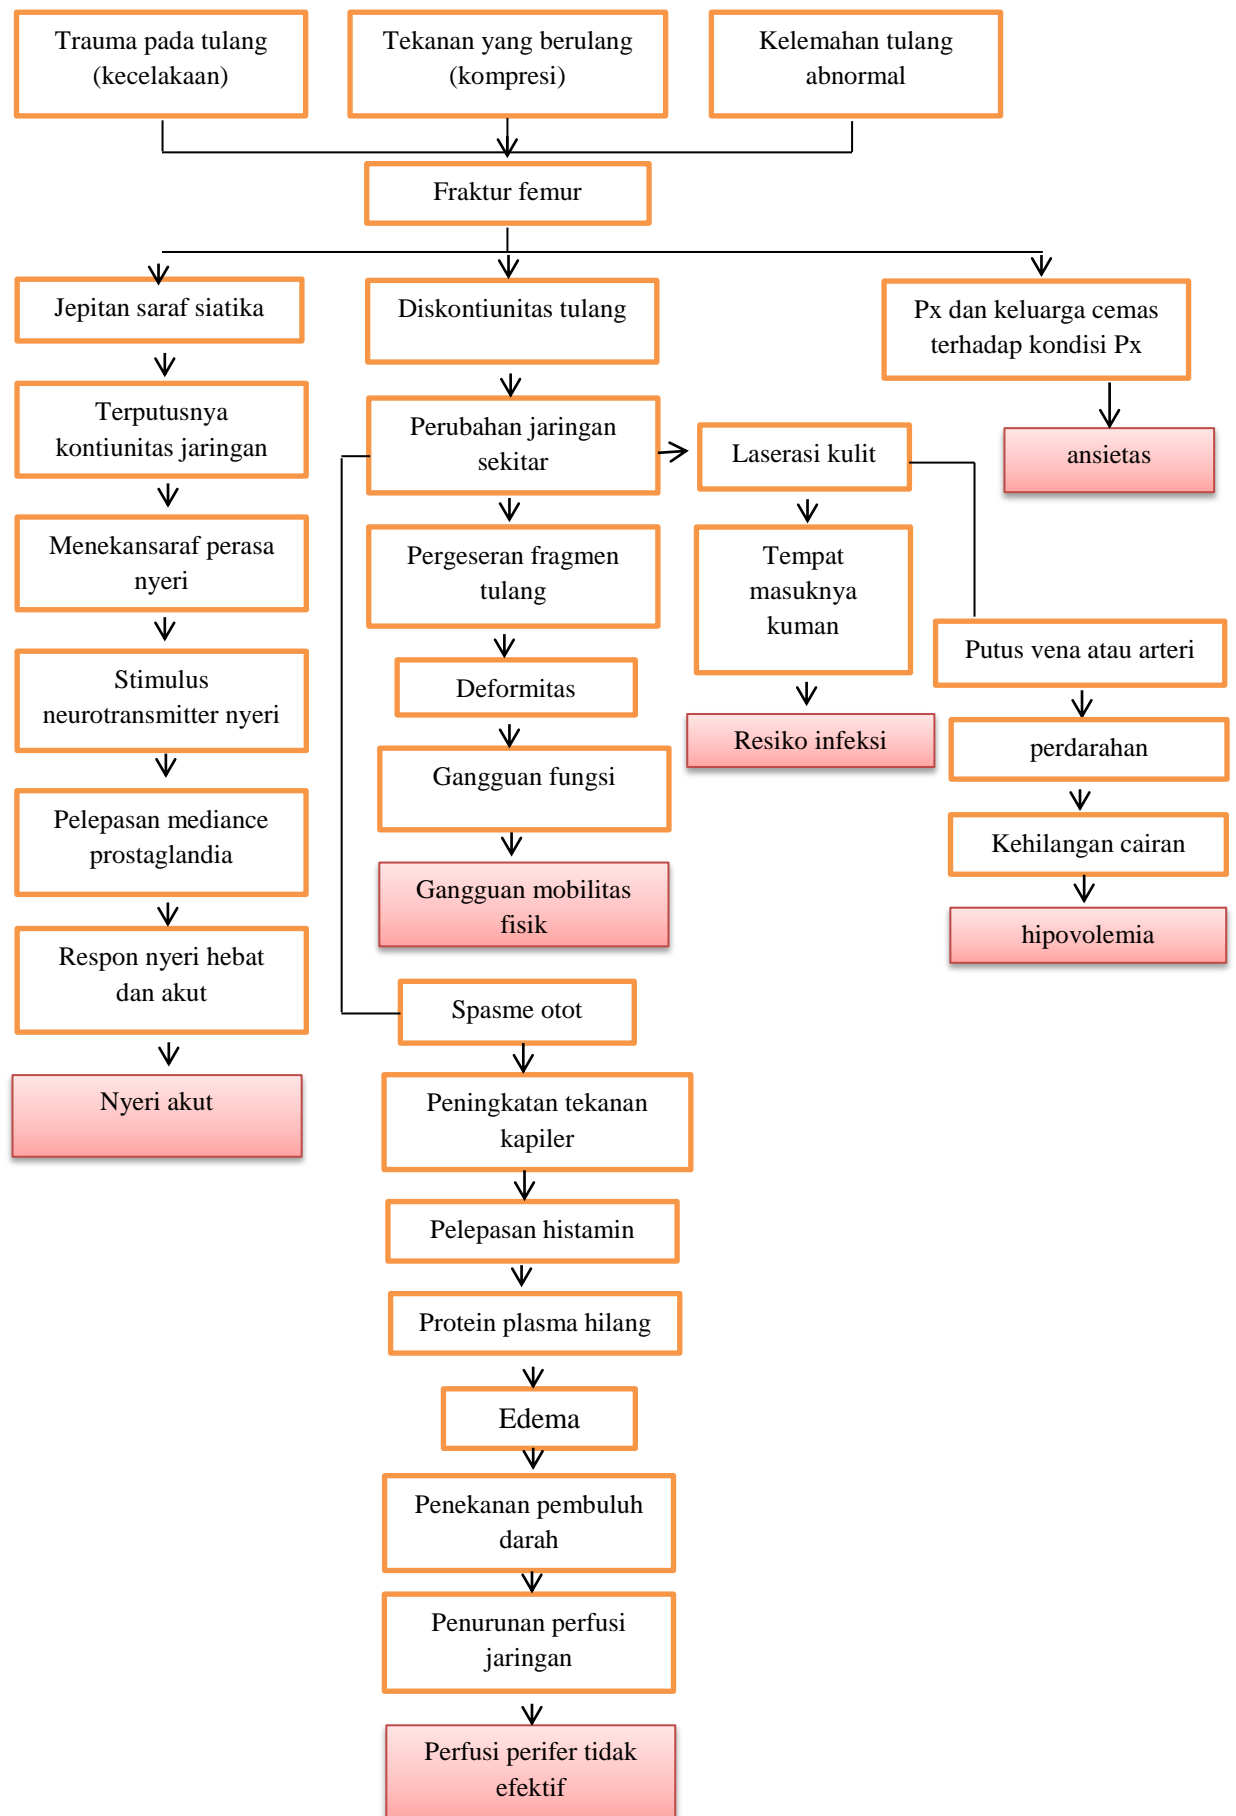 Trauma pada tulang
(kecelakaan)
Tekanan yang berulang
(kompresi)
Kelemahan tulang
abnormal
Fraktur femur
Jepitan saraf siatika
Diskontiunitas tulang
Px dan keluarga cemas
terhadap kondisi Px
Terputusnya
kontiunitas jaringan
Perubahan jaringan
sekitar
Laserasi kulit
ansietas
Menekansaraf perasa
nyeri
Pergeseran fragmen
tulang
Tempat
masuknya
kuman
Putus vena atau arteri
Stimulus
neurotransmitter nyeri
Deformitas
Resiko infeksi
perdarahan
Gangguan fungsi
Pelepasan mediance
prostaglandia
Kehilangan cairan
Gangguan mobilitas
fisik
hipovolemia
Respon nyeri hebat
dan akut
Spasme otot
Nyeri akut
Peningkatan tekanan
kapiler
Pelepasan histamin
Protein plasma hilang
Edema
Penekanan pembuluh
darah
Penurunan perfusi
jaringan
Perfusi perifer tidak
efektif